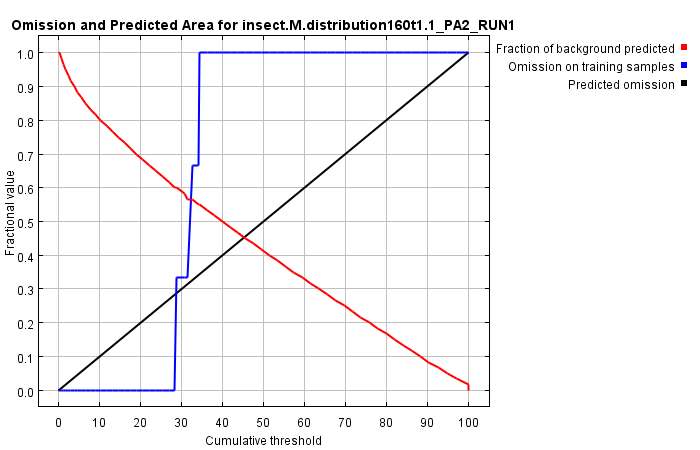 Omission and Predicted Area for insect.M.distribution160t1.1_PA2_RUN1
Fraction of background predicted
Omission on training samples
Predicted omission
Fractional value
1.0
0.9
0.8
0.7
0.6
0.5
0.4
0.3
0.2
0.1
0.0
0 10 20 30 40 50 60 70 80 90 100
Cumulative threshold